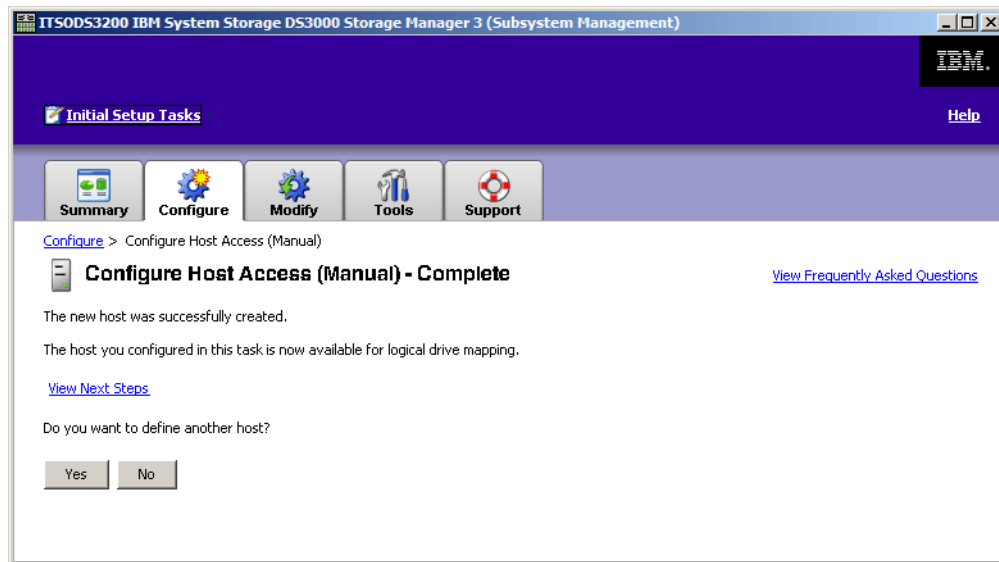 ITSODS3200 IBM System Storage DS3000 Storage Manager 3 (Subsystem Management)
IBM.
Initial Setup Tasks
Help
Summary
Configure
Modify
Tools
Support
Configure > Configure Host Access (Manual)
Configure Host Access (Manual) - Complete
View Frequently Asked Questions
The new host was successfully created.
The host you configured in this task is now available for logical drive mapping.
View Next Steps
Do you want to define another host?
Yes
No